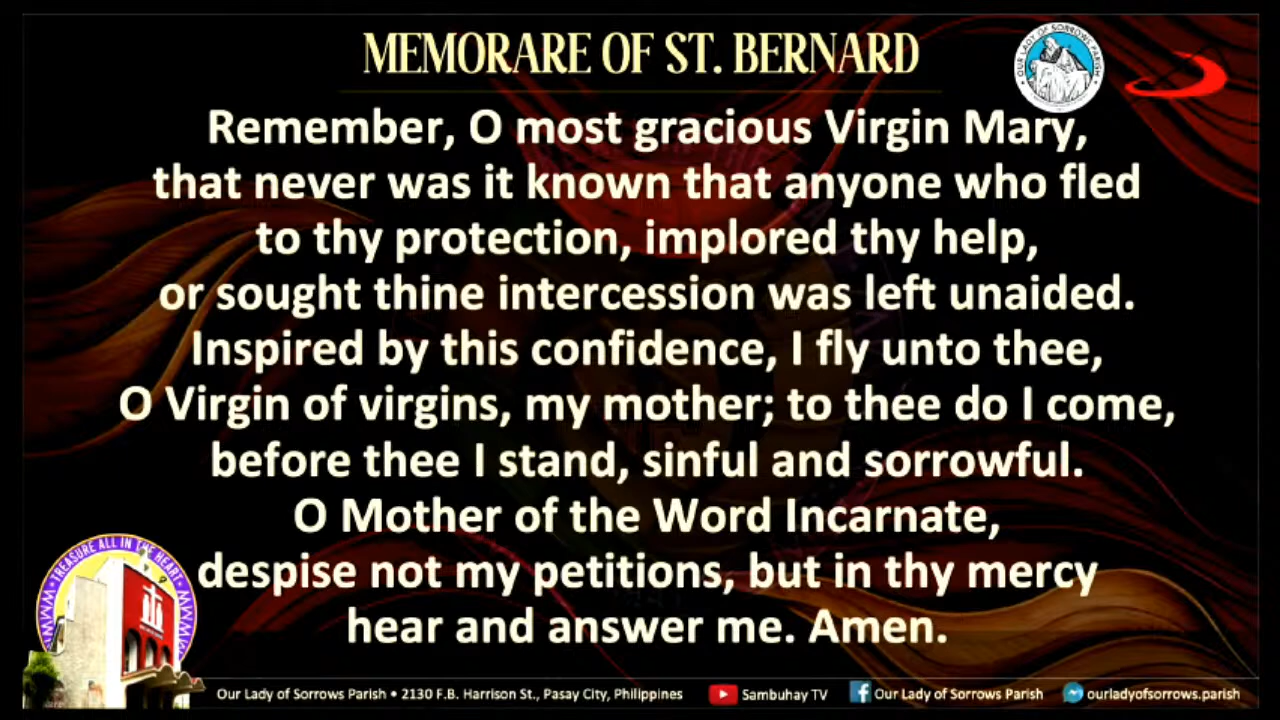 MEMORARE OF ST. BERNARD
OUR LADY OF SORROWS PARISH
Remember, O most gracious Virgin Mary,
that never was it known that anyone who fled
to thy protection, implored thy help,
or sought thine intercession was left unaided.
Inspired by this confidence, I fly unto thee,
O Virgin of virgins, my mother; to thee do I come,
before thee I stand, sinful and sorrowful.
O Mother of the Word Incarnate,
despise not my petitions, but in thy mercy
hear and answer me. Amen.
TREASURE ALL IN THE HEART
Our Lady of Sorrows Parish • 2130 F.B. Harrison St., Pasay City, Philippines
Sambuhay TV
Our Lady of Sorrows Parish
ourladyofsorrows.parish